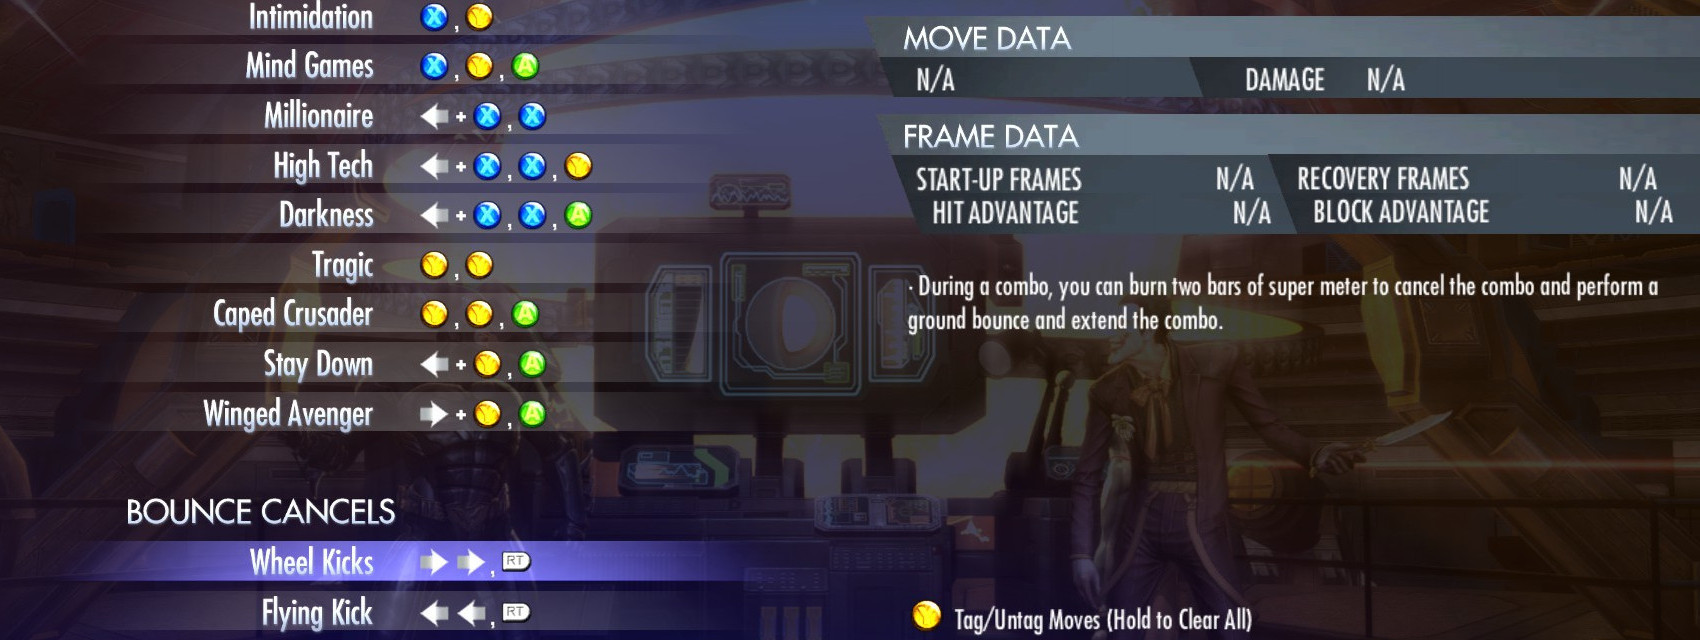 Intimidation X , Y
Mind Games X , Y , A
Millionaire + X , X
High Tech + X , X , Y
Darkness + X , X , A
Tragic Y , Y
Caped Crusader Y , Y , A
Stay Down + Y , A
Winged Avenger + Y , A
BOUNCE CANCELS
Wheel Kicks , RT
Flying Kick , RT
MOVE DATA
N/A DAMAGE N/A
FRAME DATA
START-UP FRAMES N/A RECOVERY FRAMES N/A
HIT ADVANTAGE N/A BLOCK ADVANTAGE N/A
· During a combo, you can burn two bars of super meter to cancel the combo and perform a
ground bounce and extend the combo.
Y Tag/Untag Moves (Hold to Clear All)